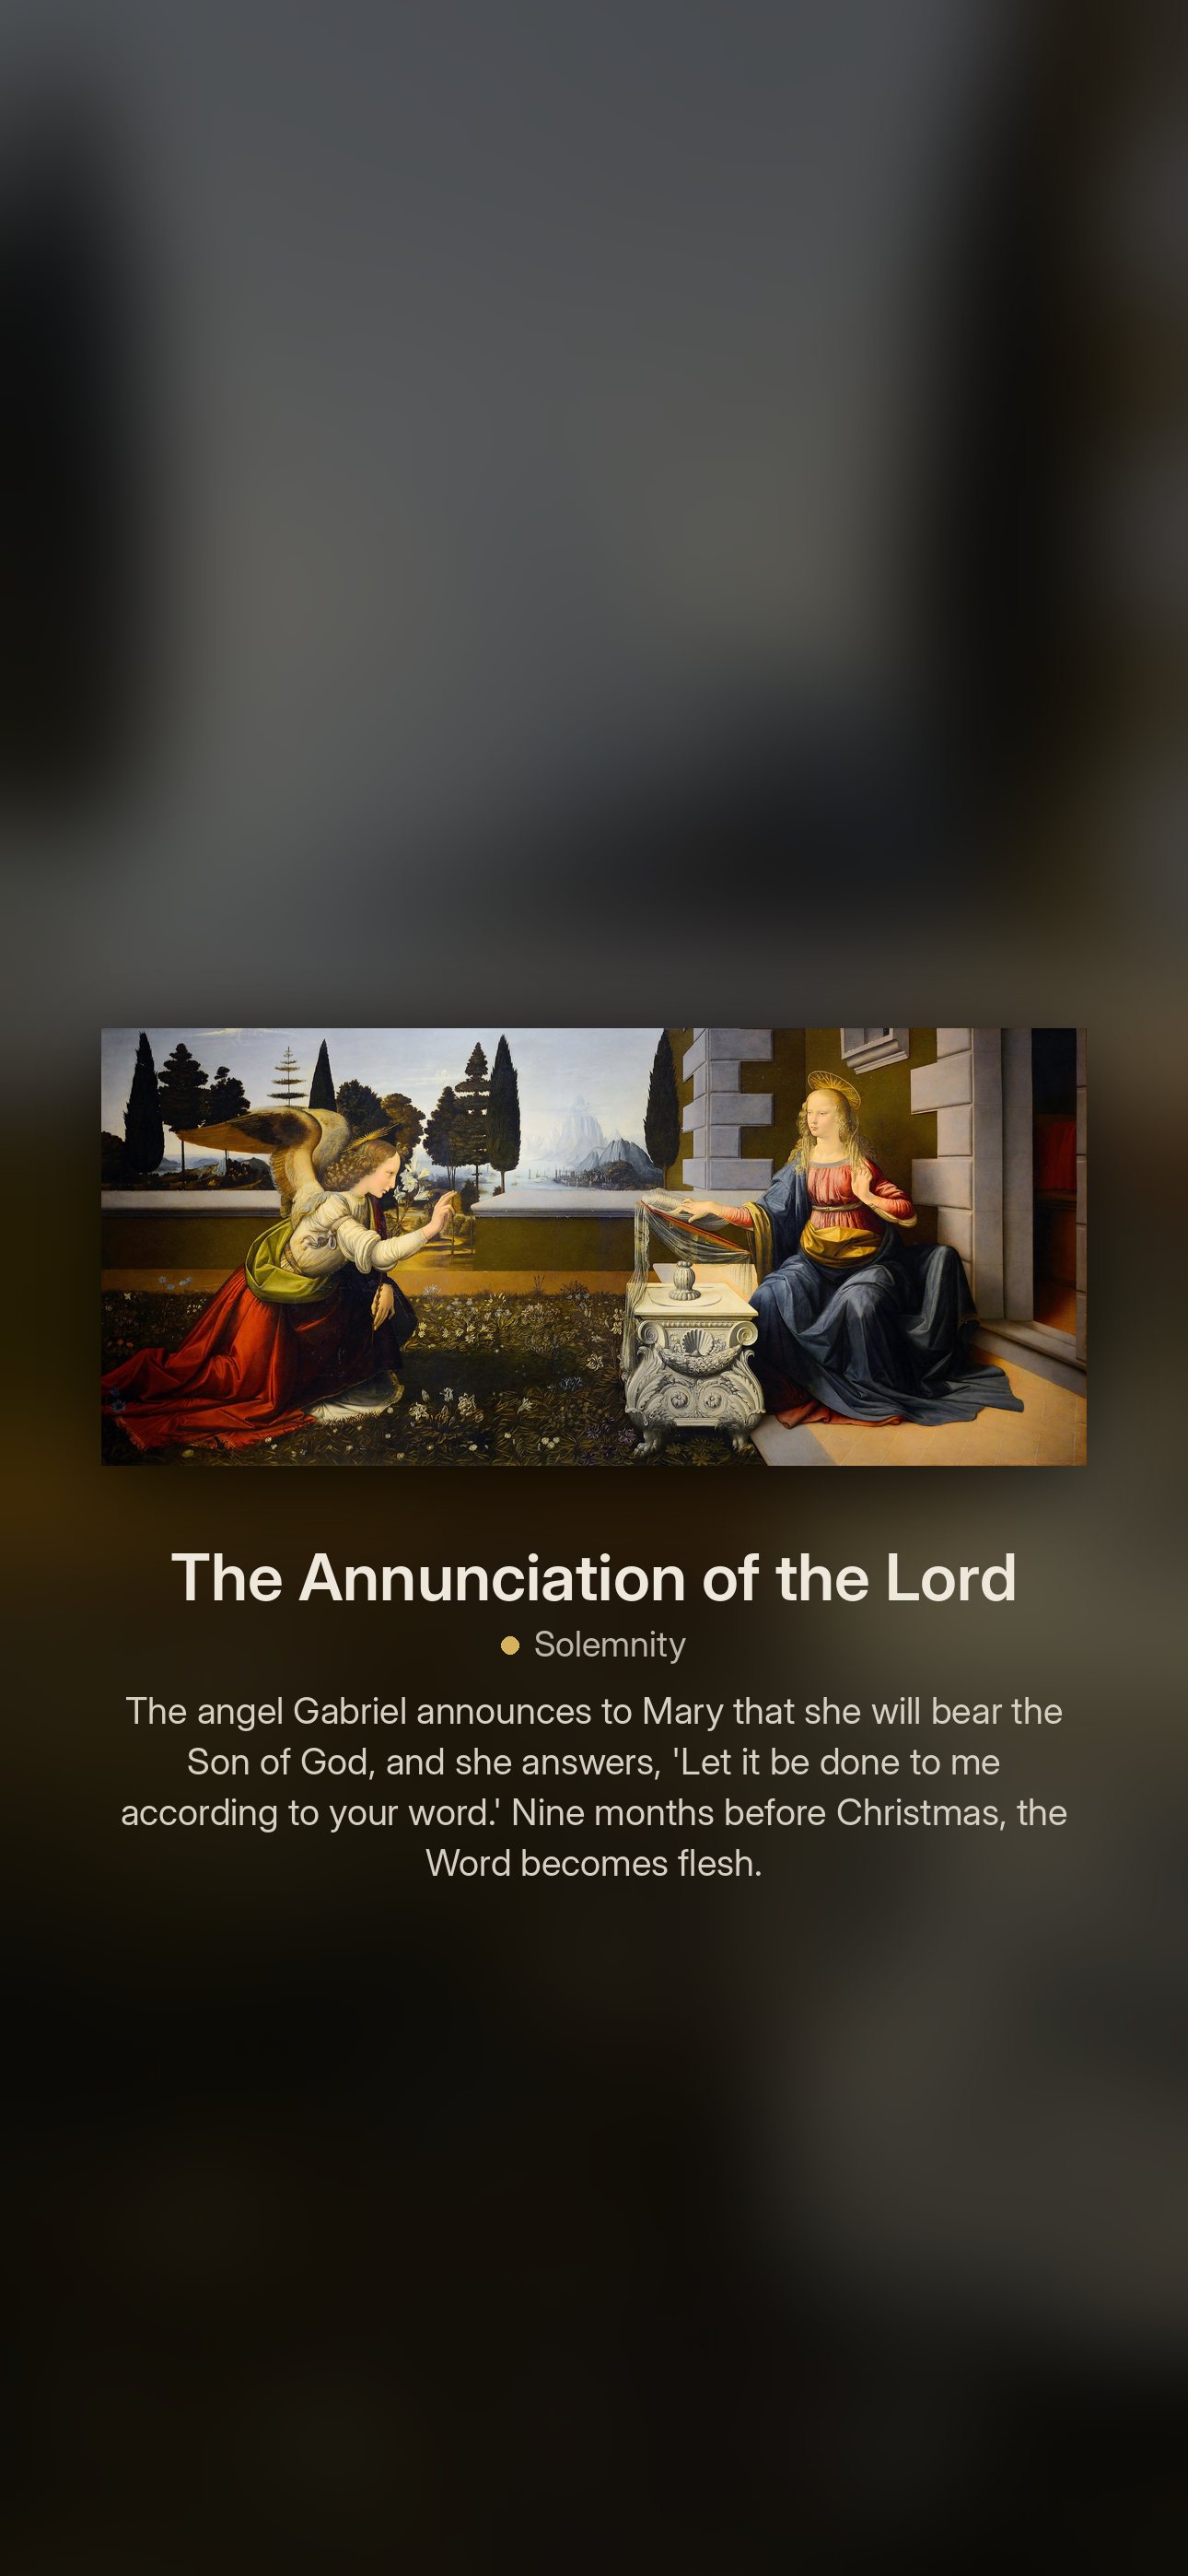 The Annunciation of the Lord
Solemnity
The angel Gabriel announces to Mary that she will bear the
Son of God, and she answers, 'Let it be done to me
according to your word.' Nine months before Christmas, the
Word becomes flesh.